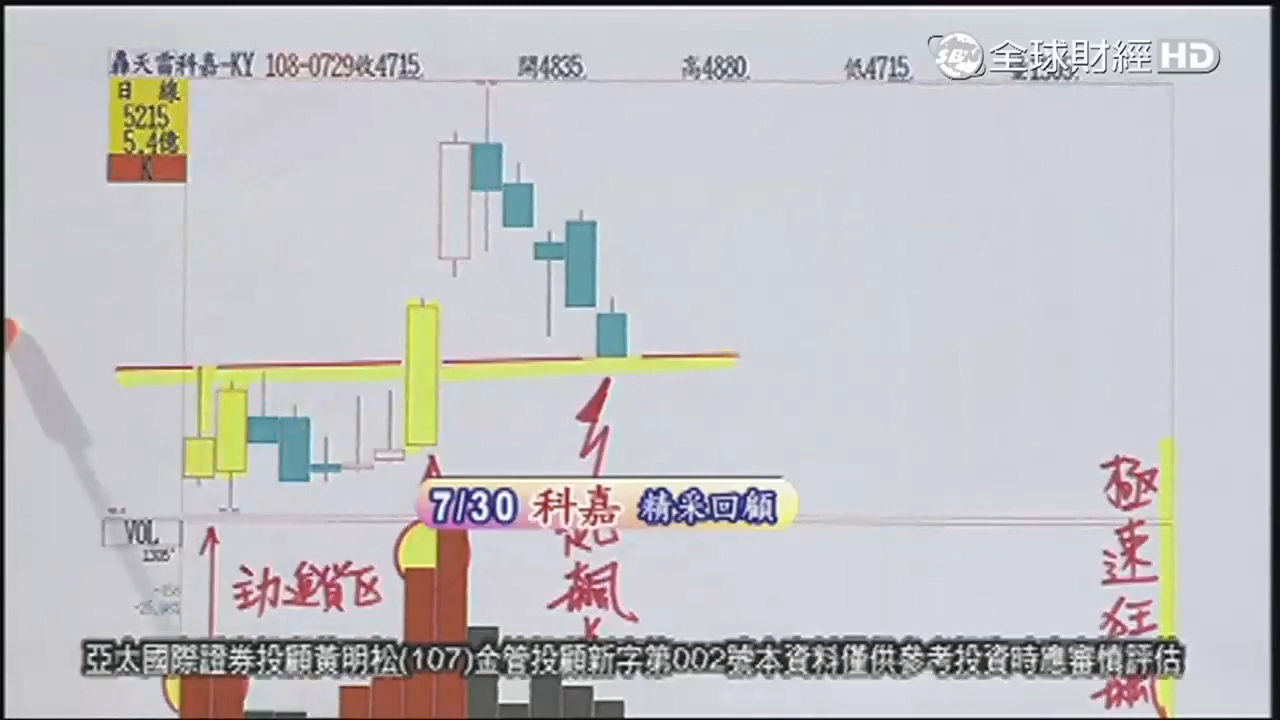 轟天雷科嘉-KY 108-0729收4715 開4835 高4880 低4715
全球財經HD
日 線
5215
5.4億
K
7/30 科嘉 精采回顧
VOL
極速狂飆
亞太國際證券投顧黃明松(107)金管投顧新字第002號本資料僅供參考投資時應審慎評估